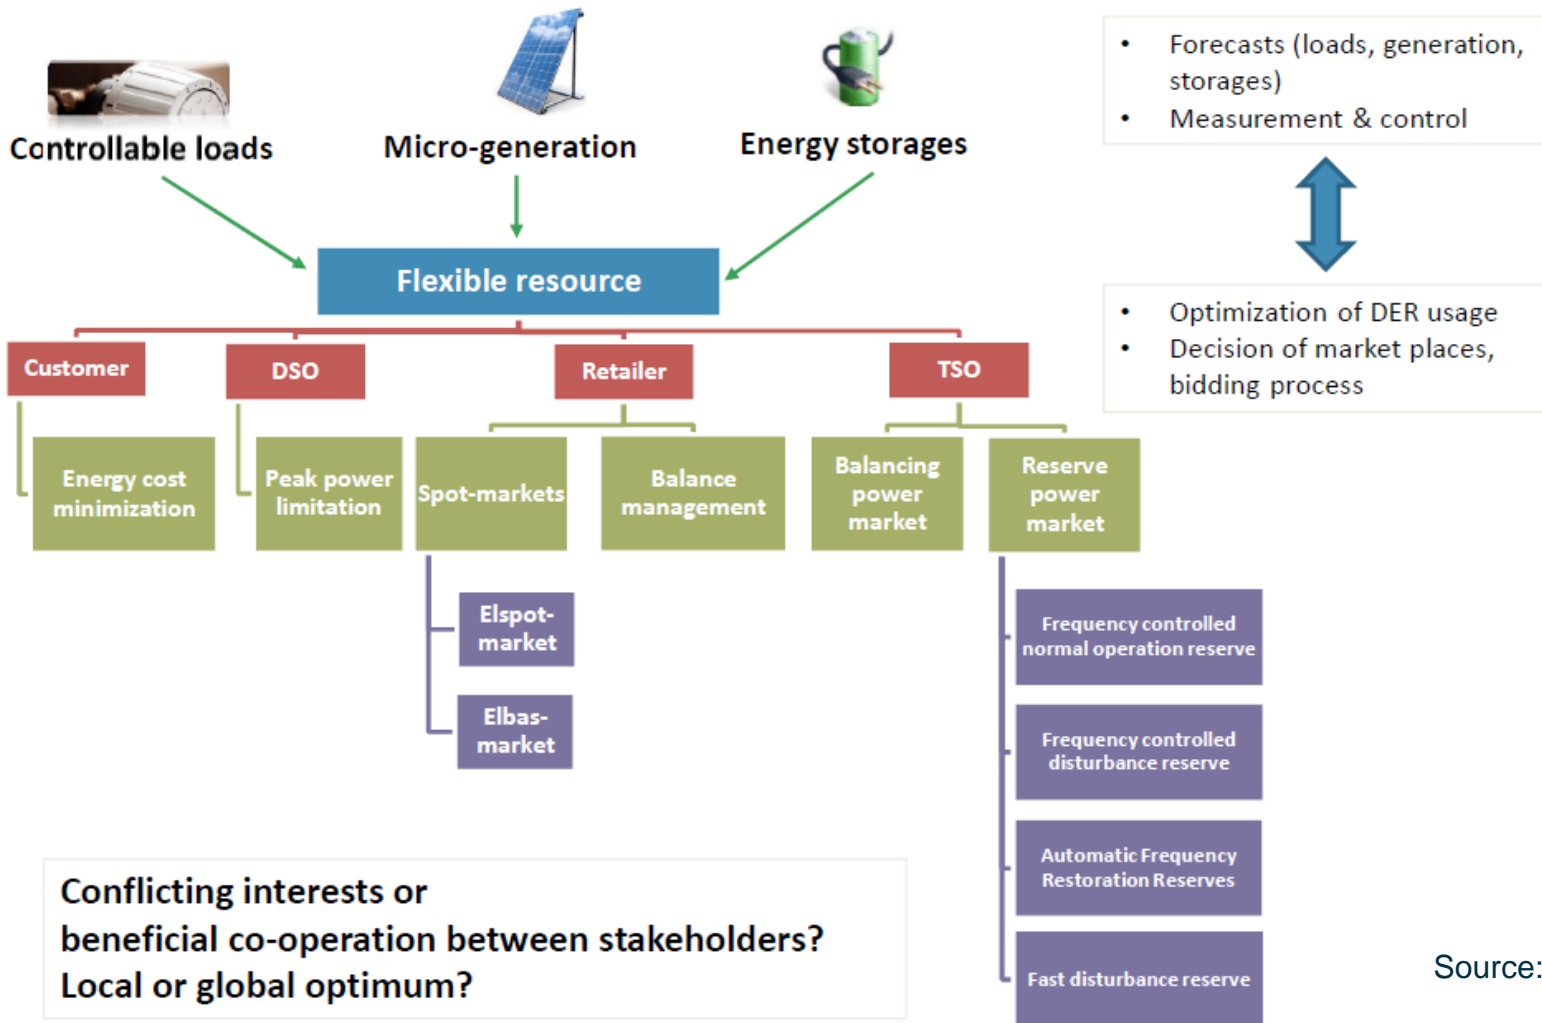 Controllable loads
Micro-generation
Energy storages
• Forecasts (loads, generation,
storages)
• Measurement & control
Flexible resource
• Optimization of DER usage
• Decision of market places,
bidding process
Customer
DSO
Retailer
TSO
Energy cost
minimization
Peak power
limitation
Spot-markets
Balance
management
Balancing
power
market
Reserve
power
market
Elspot-
market
Elbas-
market
Frequency controlled
normal operation reserve
Frequency controlled
disturbance reserve
Automatic Frequency
Restoration Reserves
Fast disturbance reserve
Conflicting interests or
beneficial co-operation between stakeholders?
Local or global optimum?
Source: